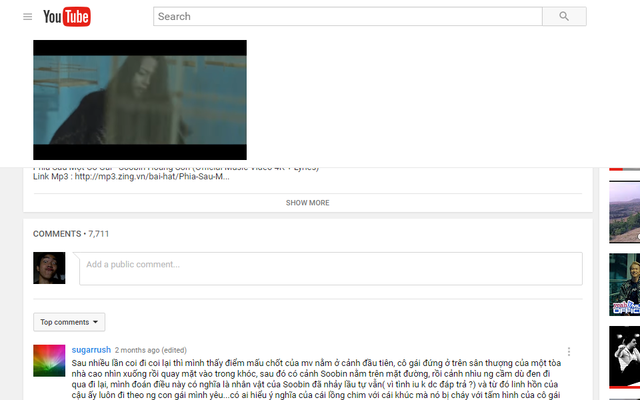 YouTube
Search
Phía Sau Một Cô Gái - Soobin Hoàng Sơn (Official Music Video 4K + Lyrics)
Link Mp3 : http://mp3.zing.vn/bai-hat/Phia-Sau-M...
SHOW MORE
COMMENTS • 7,711
Add a public comment...
Top comments
sugarrush 2 months ago (edited)
Sau nhiều lần coi đi coi lại thì mình thấy điểm mấu chốt của mv nằm ở cảnh đầu tiên, cô gái đứng ở trên sân thượng của một tòa
nhà cao nhìn xuống rồi quay mặt vào trong khóc, sau đó có cảnh Soobin nằm trên mặt đường, rồi cảnh nhìu ng cầm dù đen đi
qua đi lại, mình đoán điều này có nghĩa là nhân vật của Soobin đã nhảy lầu tự vẫn( vì tình iu k dc đáp trả ?) và từ đó linh hồn của
cậu ấy luôn đi theo ng con gái mình yêu...có ai hiểu ý nghĩa của cái lồng chim với cái khúc mà nó bị cháy với tấm hình của cô gái
OFFIC